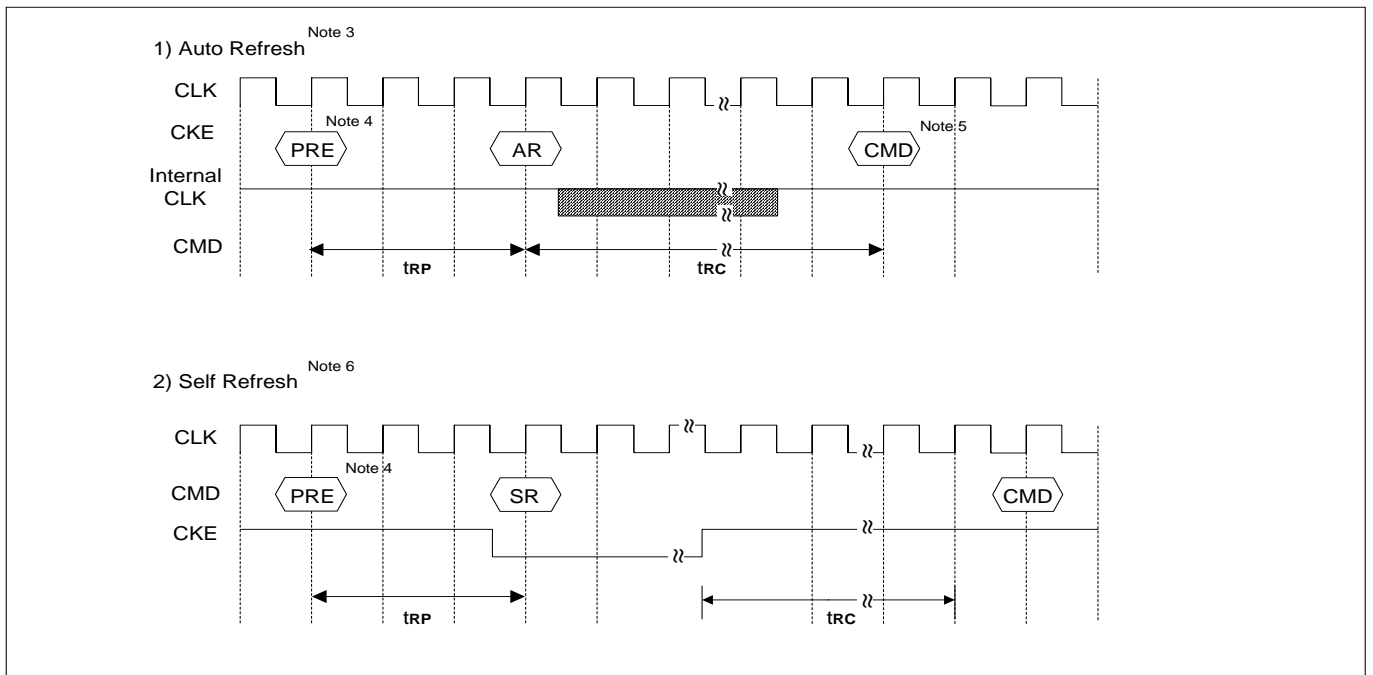 1) Auto Refresh Note 3
CLK
CKE
Note 4
Note 5
PRE
AR
CMD
Internal
CLK
CMD
tRP
tRC
2) Self Refresh Note 6
CLK
Note 4
CMD
PRE
SR
CMD
CKE
tRP
tRC